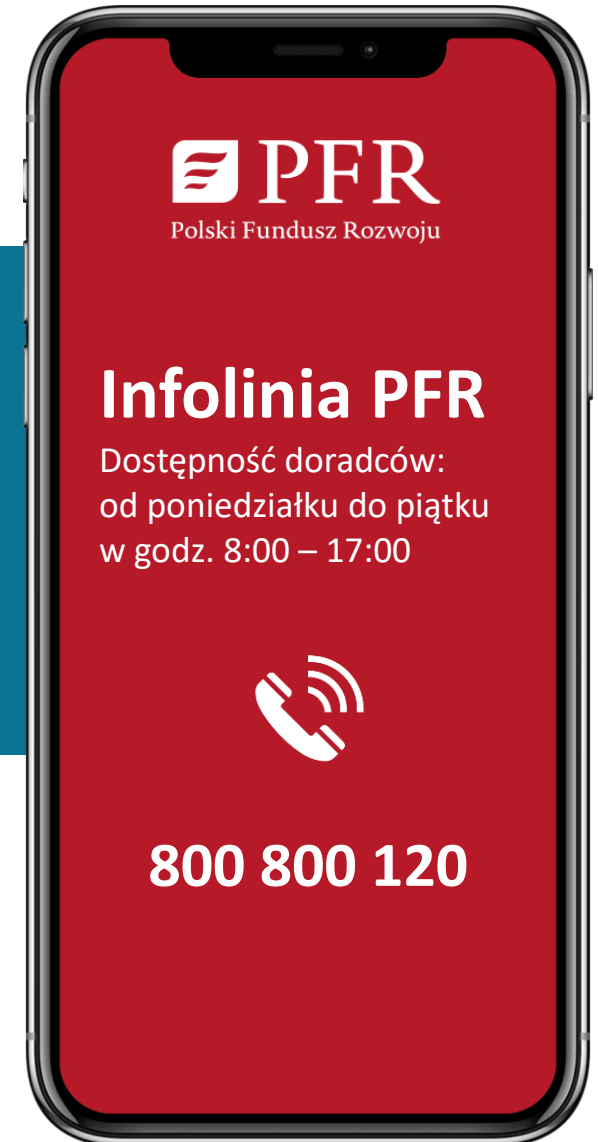 PFR
Polski Fundusz Rozwoju
Infolinia PFR
Dostępność doradców:
od poniedziałku do piątku
w godz. 8:00 – 17:00
800 800 120